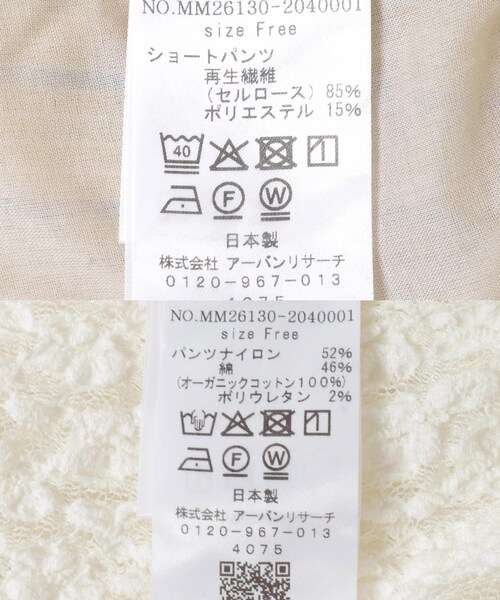 NO.MM26130-2040001
size Free
ショートパンツ
再生繊維
(セルロース) 85%
ポリエステル 15%
40
F W
日本製
株式会社 アーバンリサーチ
0120-967-013
4075
NO.MM26130-2040001
size Free
パンツナイロン 52%
綿 46%
(オーガニックコットン100%)
ポリウレタン 2%
F W
日本製
株式会社 アーバンリサーチ
0120-967-013
4075